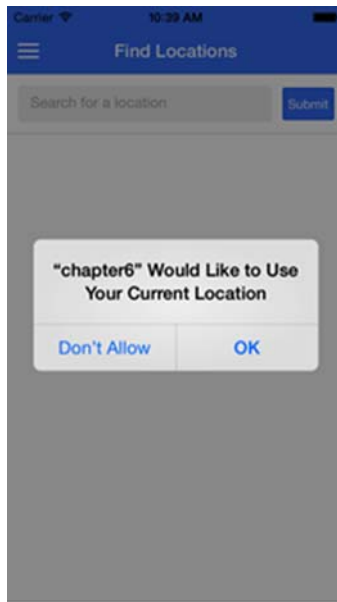 Carrier 10:39 AM
Find Locations
Search for a location Submit
“chapter6” Would Like to Use
Your Current Location
Don't Allow OK